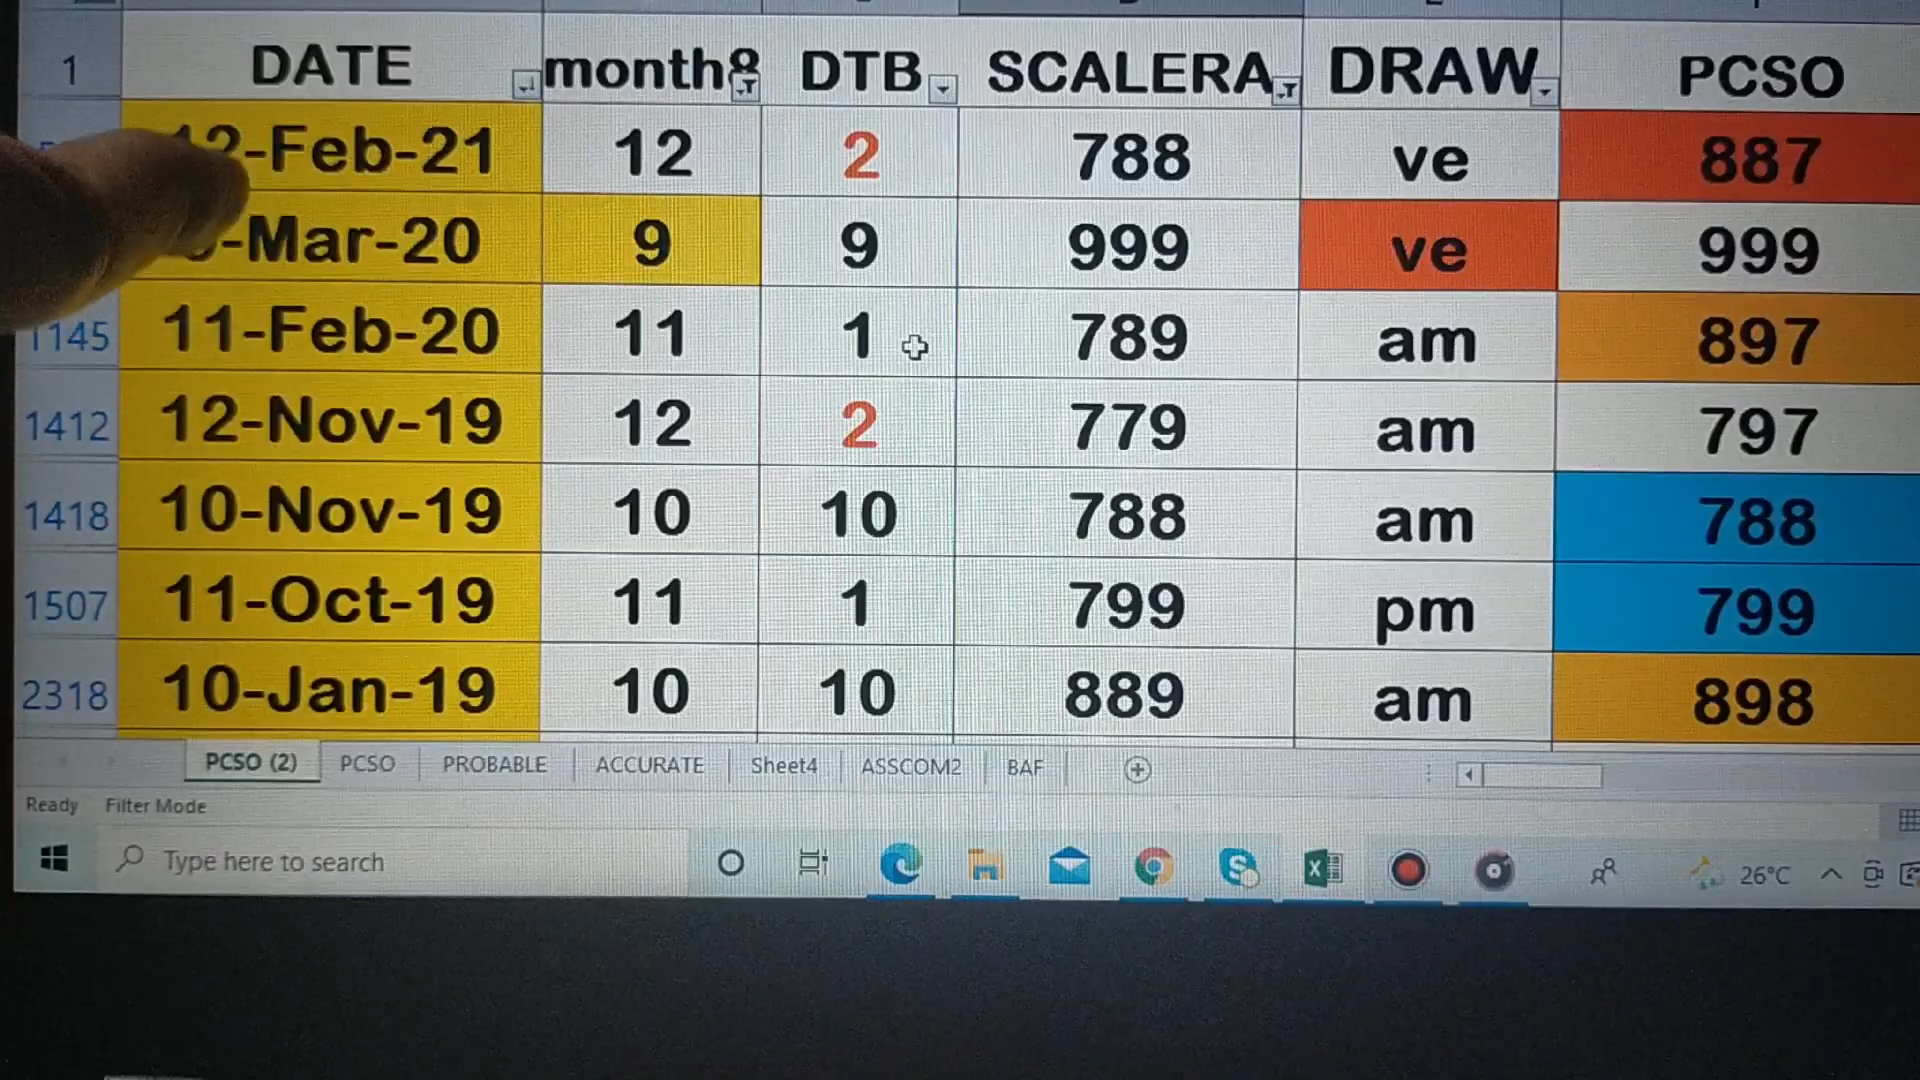 1 DATE month8 DTB SCALERA DRAW PCSO
12-Feb-21 12 2 788 ve 887
-Mar-20 9 9 999 ve 999
1145 11-Feb-20 11 1 789 am 897
1412 12-Nov-19 12 2 779 am 797
1418 10-Nov-19 10 10 788 am 788
1507 11-Oct-19 11 1 799 pm 799
2318 10-Jan-19 10 10 889 am 898
PCSO (2) PCSO PROBABLE ACCURATE Sheet4 ASSCOM2 BAF
Ready Filter Mode
Type here to search 26°C